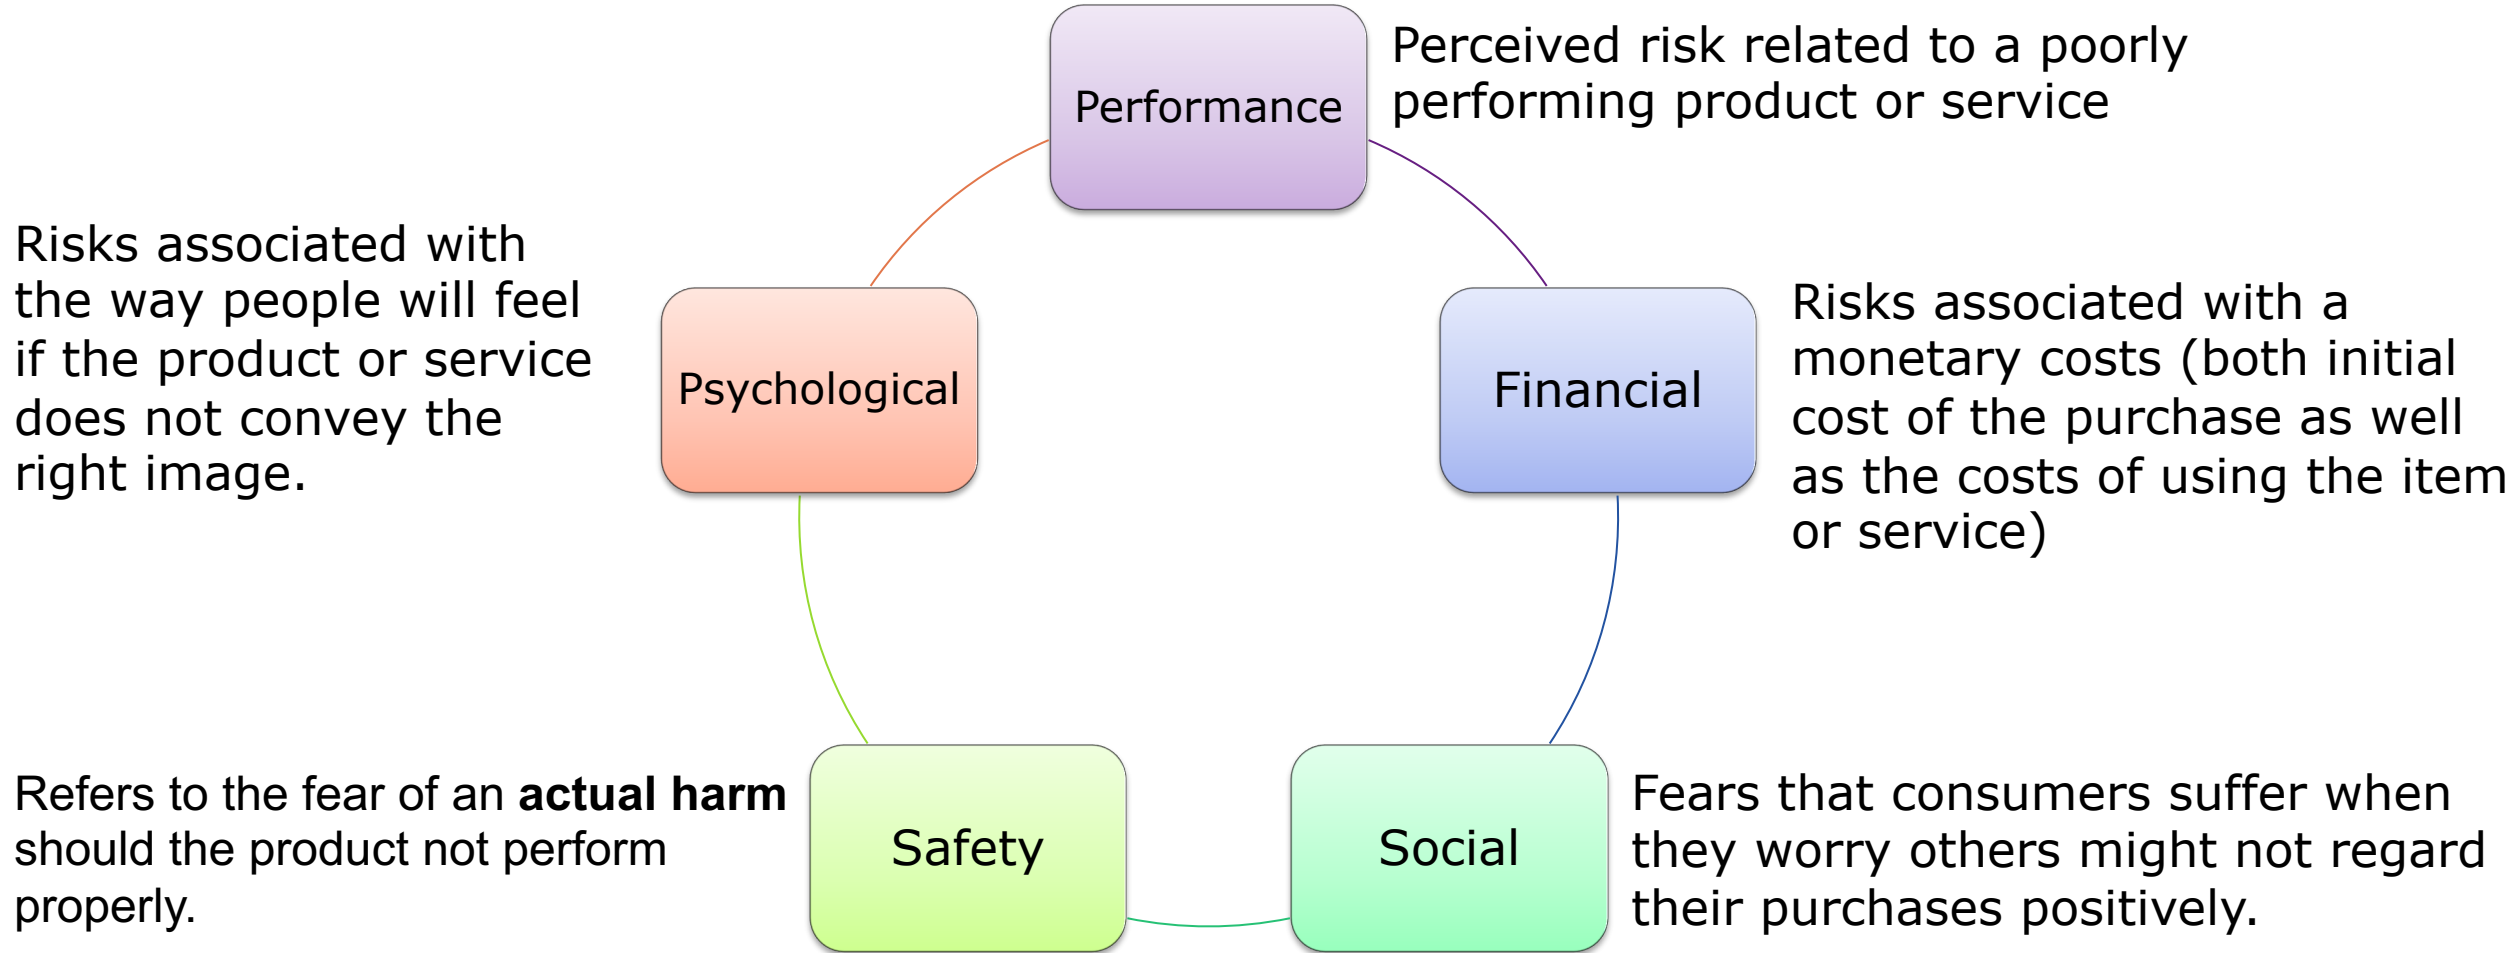 Performance
Perceived risk related to a poorly
performing product or service
Risks associated with
the way people will feel
if the product or service
does not convey the
right image.
Psychological
Financial
Risks associated with a
monetary costs (both initial
cost of the purchase as well
as the costs of using the item
or service)
Refers to the fear of an actual harm
should the product not perform
properly.
Safety
Social
Fears that consumers suffer when
they worry others might not regard
their purchases positively.